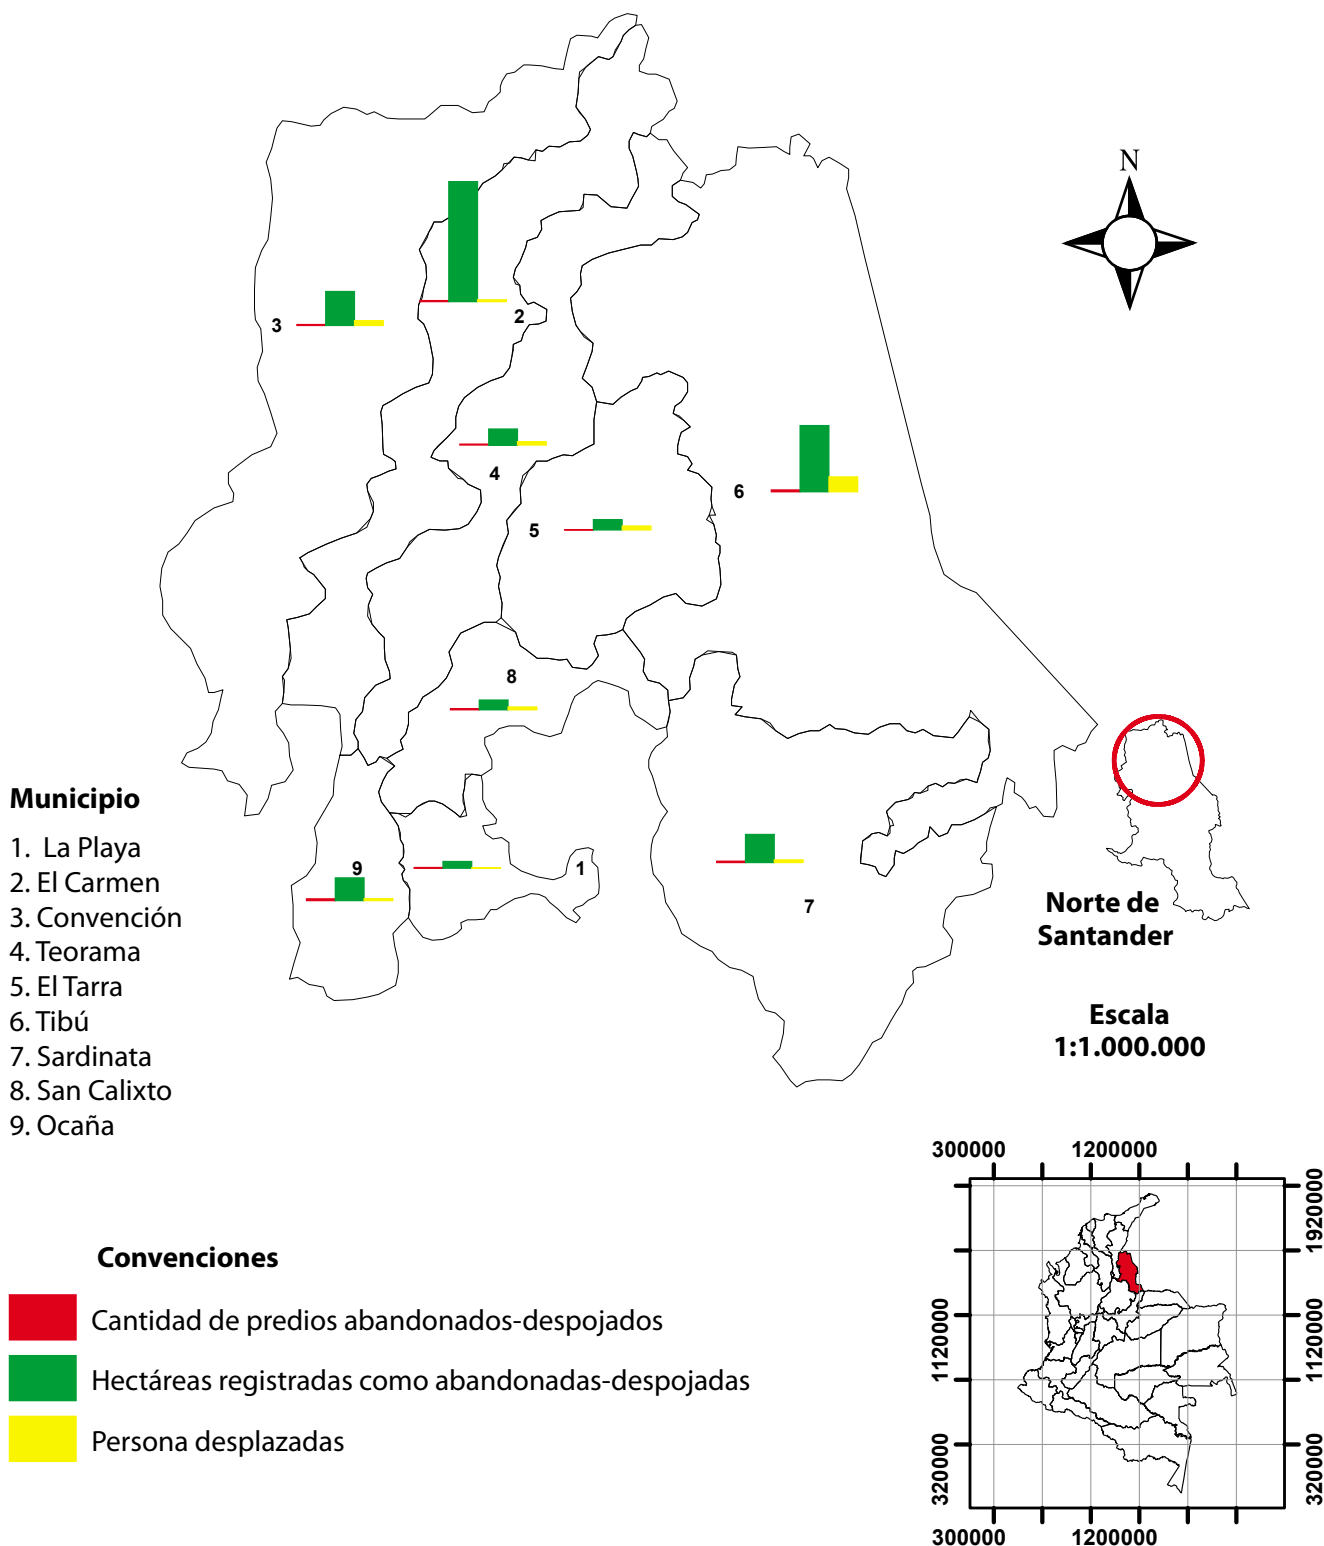 N
2
3
4
6
5
8
9
1
7
Municipio
1. La Playa
2. El Carmen
3. Convención
4. Teorama
5. El Tarra
6. Tibú
7. Sardinata
8. San Calixto
9. Ocaña
Norte de
Santander
Escala
1:1.000.000
Convenciones
Cantidad de predios abandonados-despojados
Hectáreas registradas como abandonadas-despojadas
Persona desplazadas
300000 1200000
1920000
1120000 1120000
320000 320000
300000 1200000